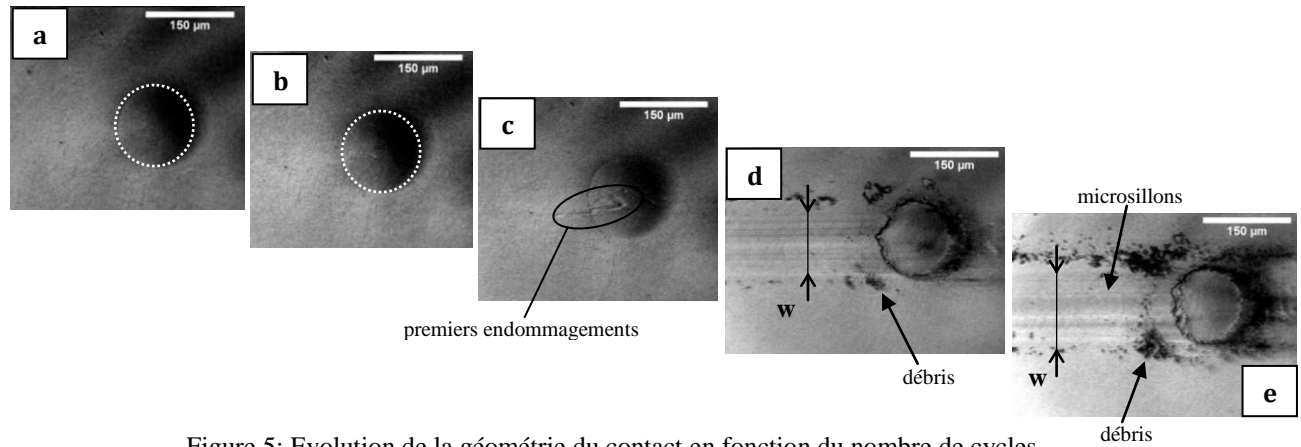 a
150 µm
b
150 µm
c
150 µm
premiers endommagements
d
150 µm
w
débris
microsillons
150 µm
w
e
débris
Figure 5: Evolution de la géométrie du contact en fonction du nombre de cycles